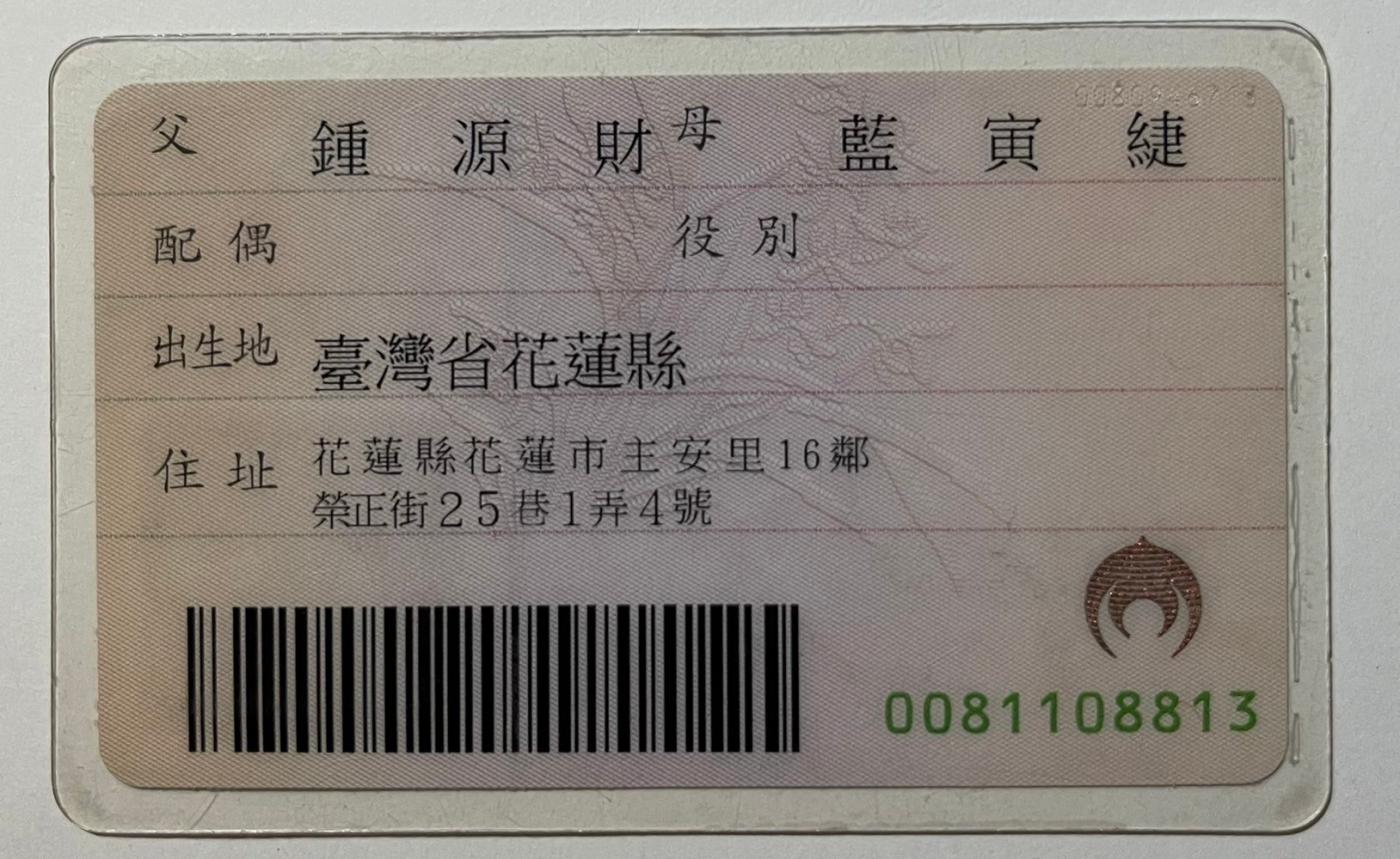 父 鍾源財 母 藍寅緁
配偶 役別
出生地 臺灣省花蓮縣
住址 花蓮縣花蓮市主安里16鄰
榮正街25巷1弄4號
0081108813